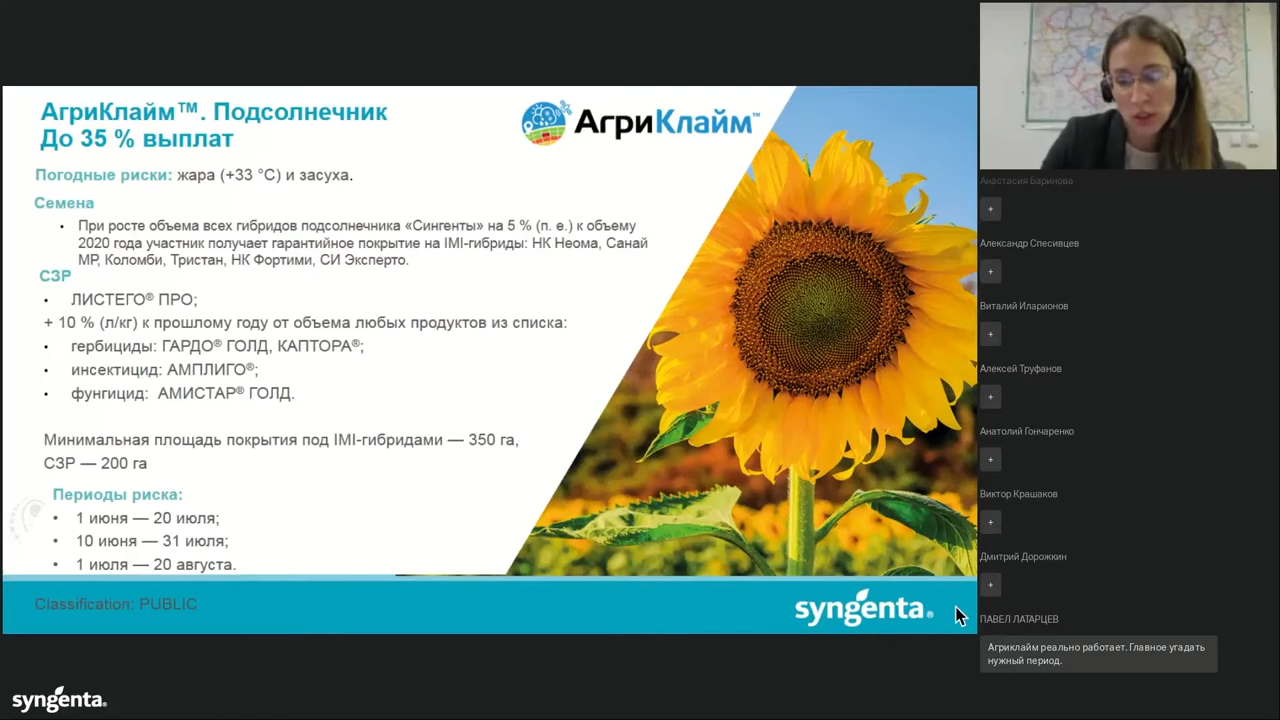 АгриКлайм™. Подсолнечник
До 35 % выплат
АгриКлайм™
Погодные риски: жара (+33 °C) и засуха.
Семена
• При росте объема всех гибридов подсолнечника «Сингенты» на 5 % (п. е.) к объему
2020 года участник получает гарантийное покрытие на IMI-гибриды: НК Неома, Санай
МР, Коломби, Тристан, НК Фортими, СИ Эксперто.
СЗР
• ЛИСТЕГО® ПРО;
+ 10 % (л/кг) к прошлому году от объема любых продуктов из списка:
• гербициды: ГАРДО® ГОЛД, КАПТОРА®;
• инсектицид: АМПЛИГО®;
• фунгицид: АМИСТАР® ГОЛД.
Минимальная площадь покрытия под IMI-гибридами — 350 га,
СЗР — 200 га
Периоды риска:
• 1 июня — 20 июля;
• 10 июня — 31 июля;
• 1 июля — 20 августа.
Classification: PUBLIC
syngenta®
syngenta®
Анастасия Баринова
+
Александр Спесивцев
+
Виталий Иларионов
+
Алексей Труфанов
+
Анатолий Гончаренко
+
Виктор Крашаков
+
Дмитрий Дорожкин
+
ПАВЕЛ ЛАТАРЦЕВ
Агриклайм реально работает. Главное угадать
нужный период.